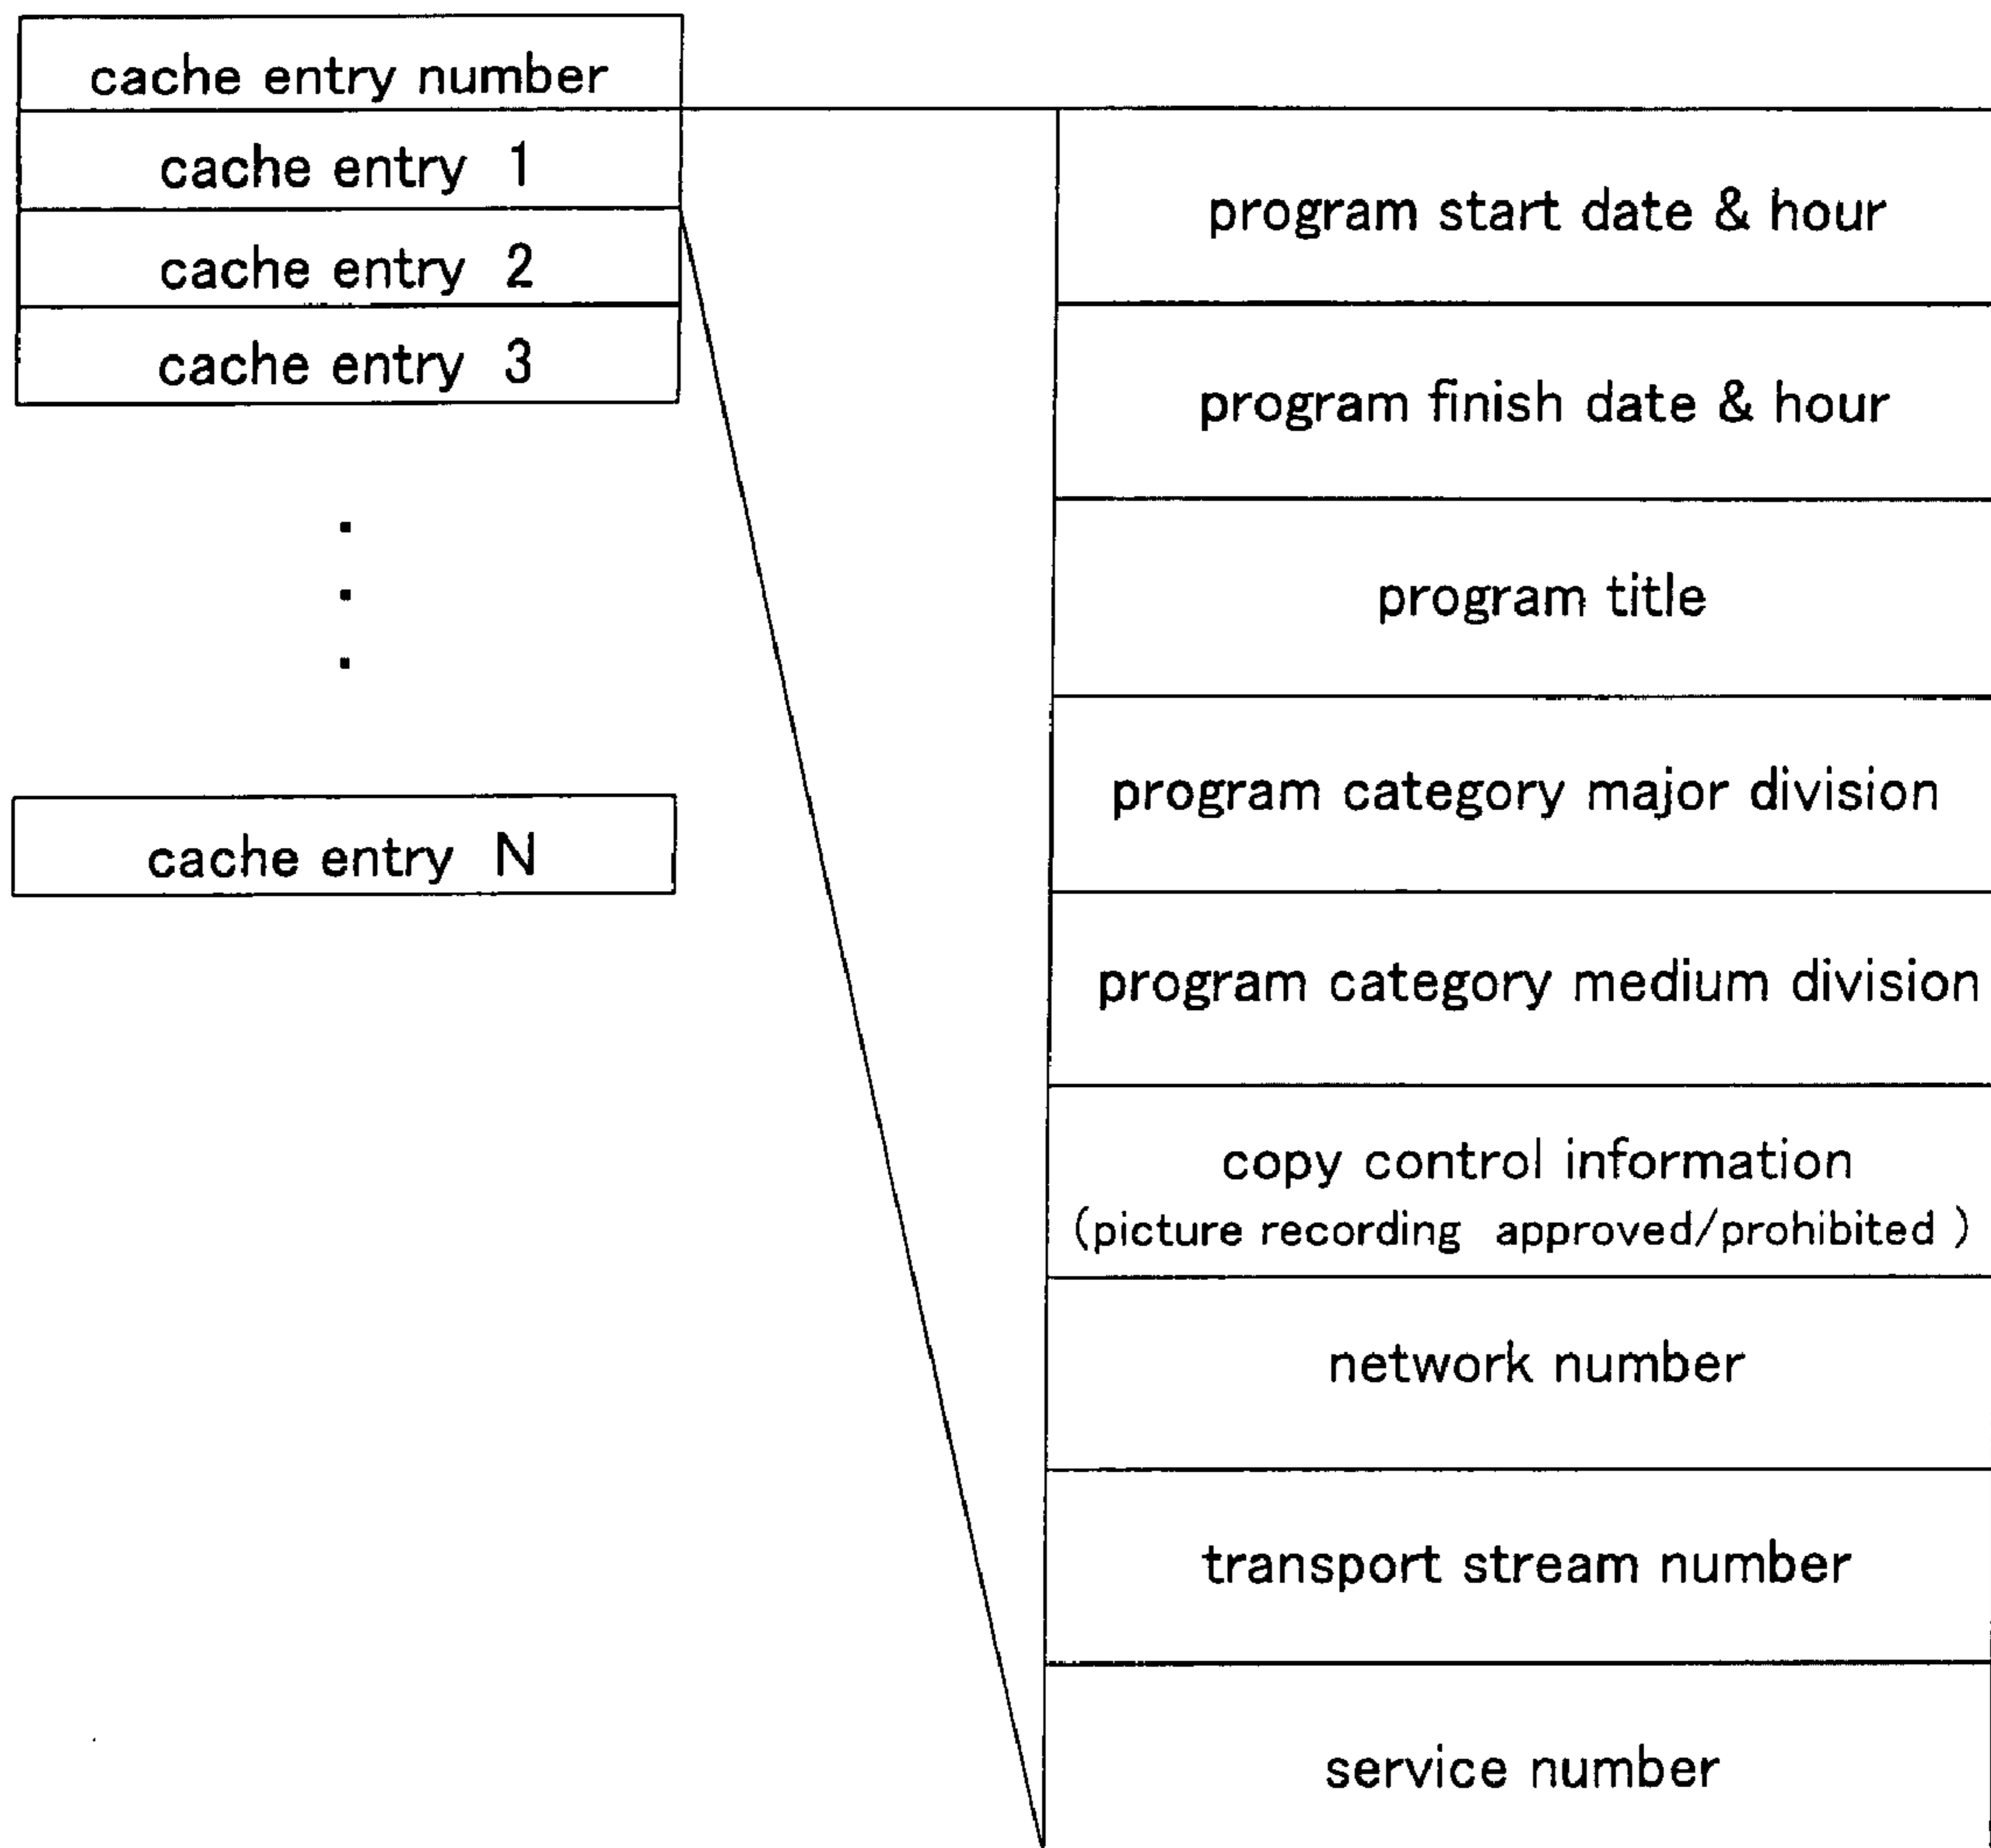 cache entry number
cache entry 1
cache entry 2
cache entry 3
cache entry N
program start date & hour
program finish date & hour
program title
program category major division
program category medium division
copy control information
(picture recording approved/prohibited )
network number
transport stream number
service number